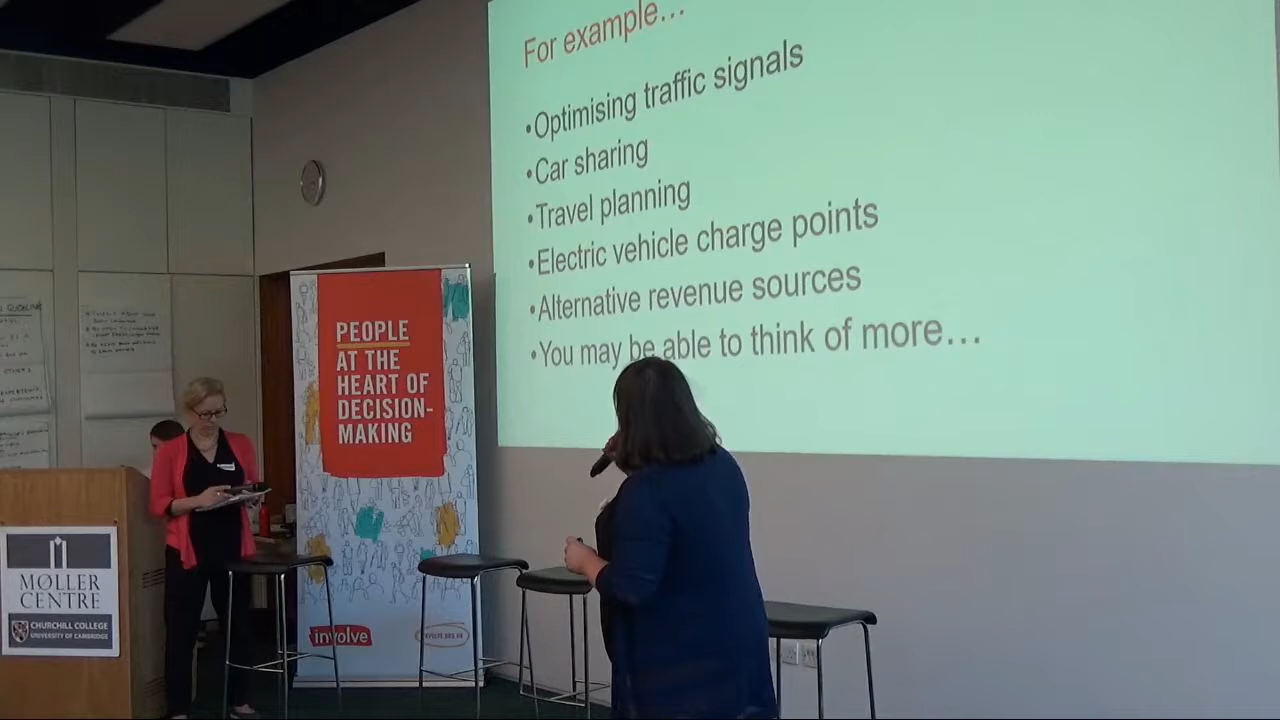 For example…
•Optimising traffic signals
•Car sharing
•Travel planning
•Electric vehicle charge points
•Alternative revenue sources
•You may be able to think of more…
PEOPLE
AT THE
HEART OF
DECISION-
MAKING
involve
MØLLER
CENTRE
CHURCHILL COLLEGE
UNIVERSITY OF CAMBRIDGE